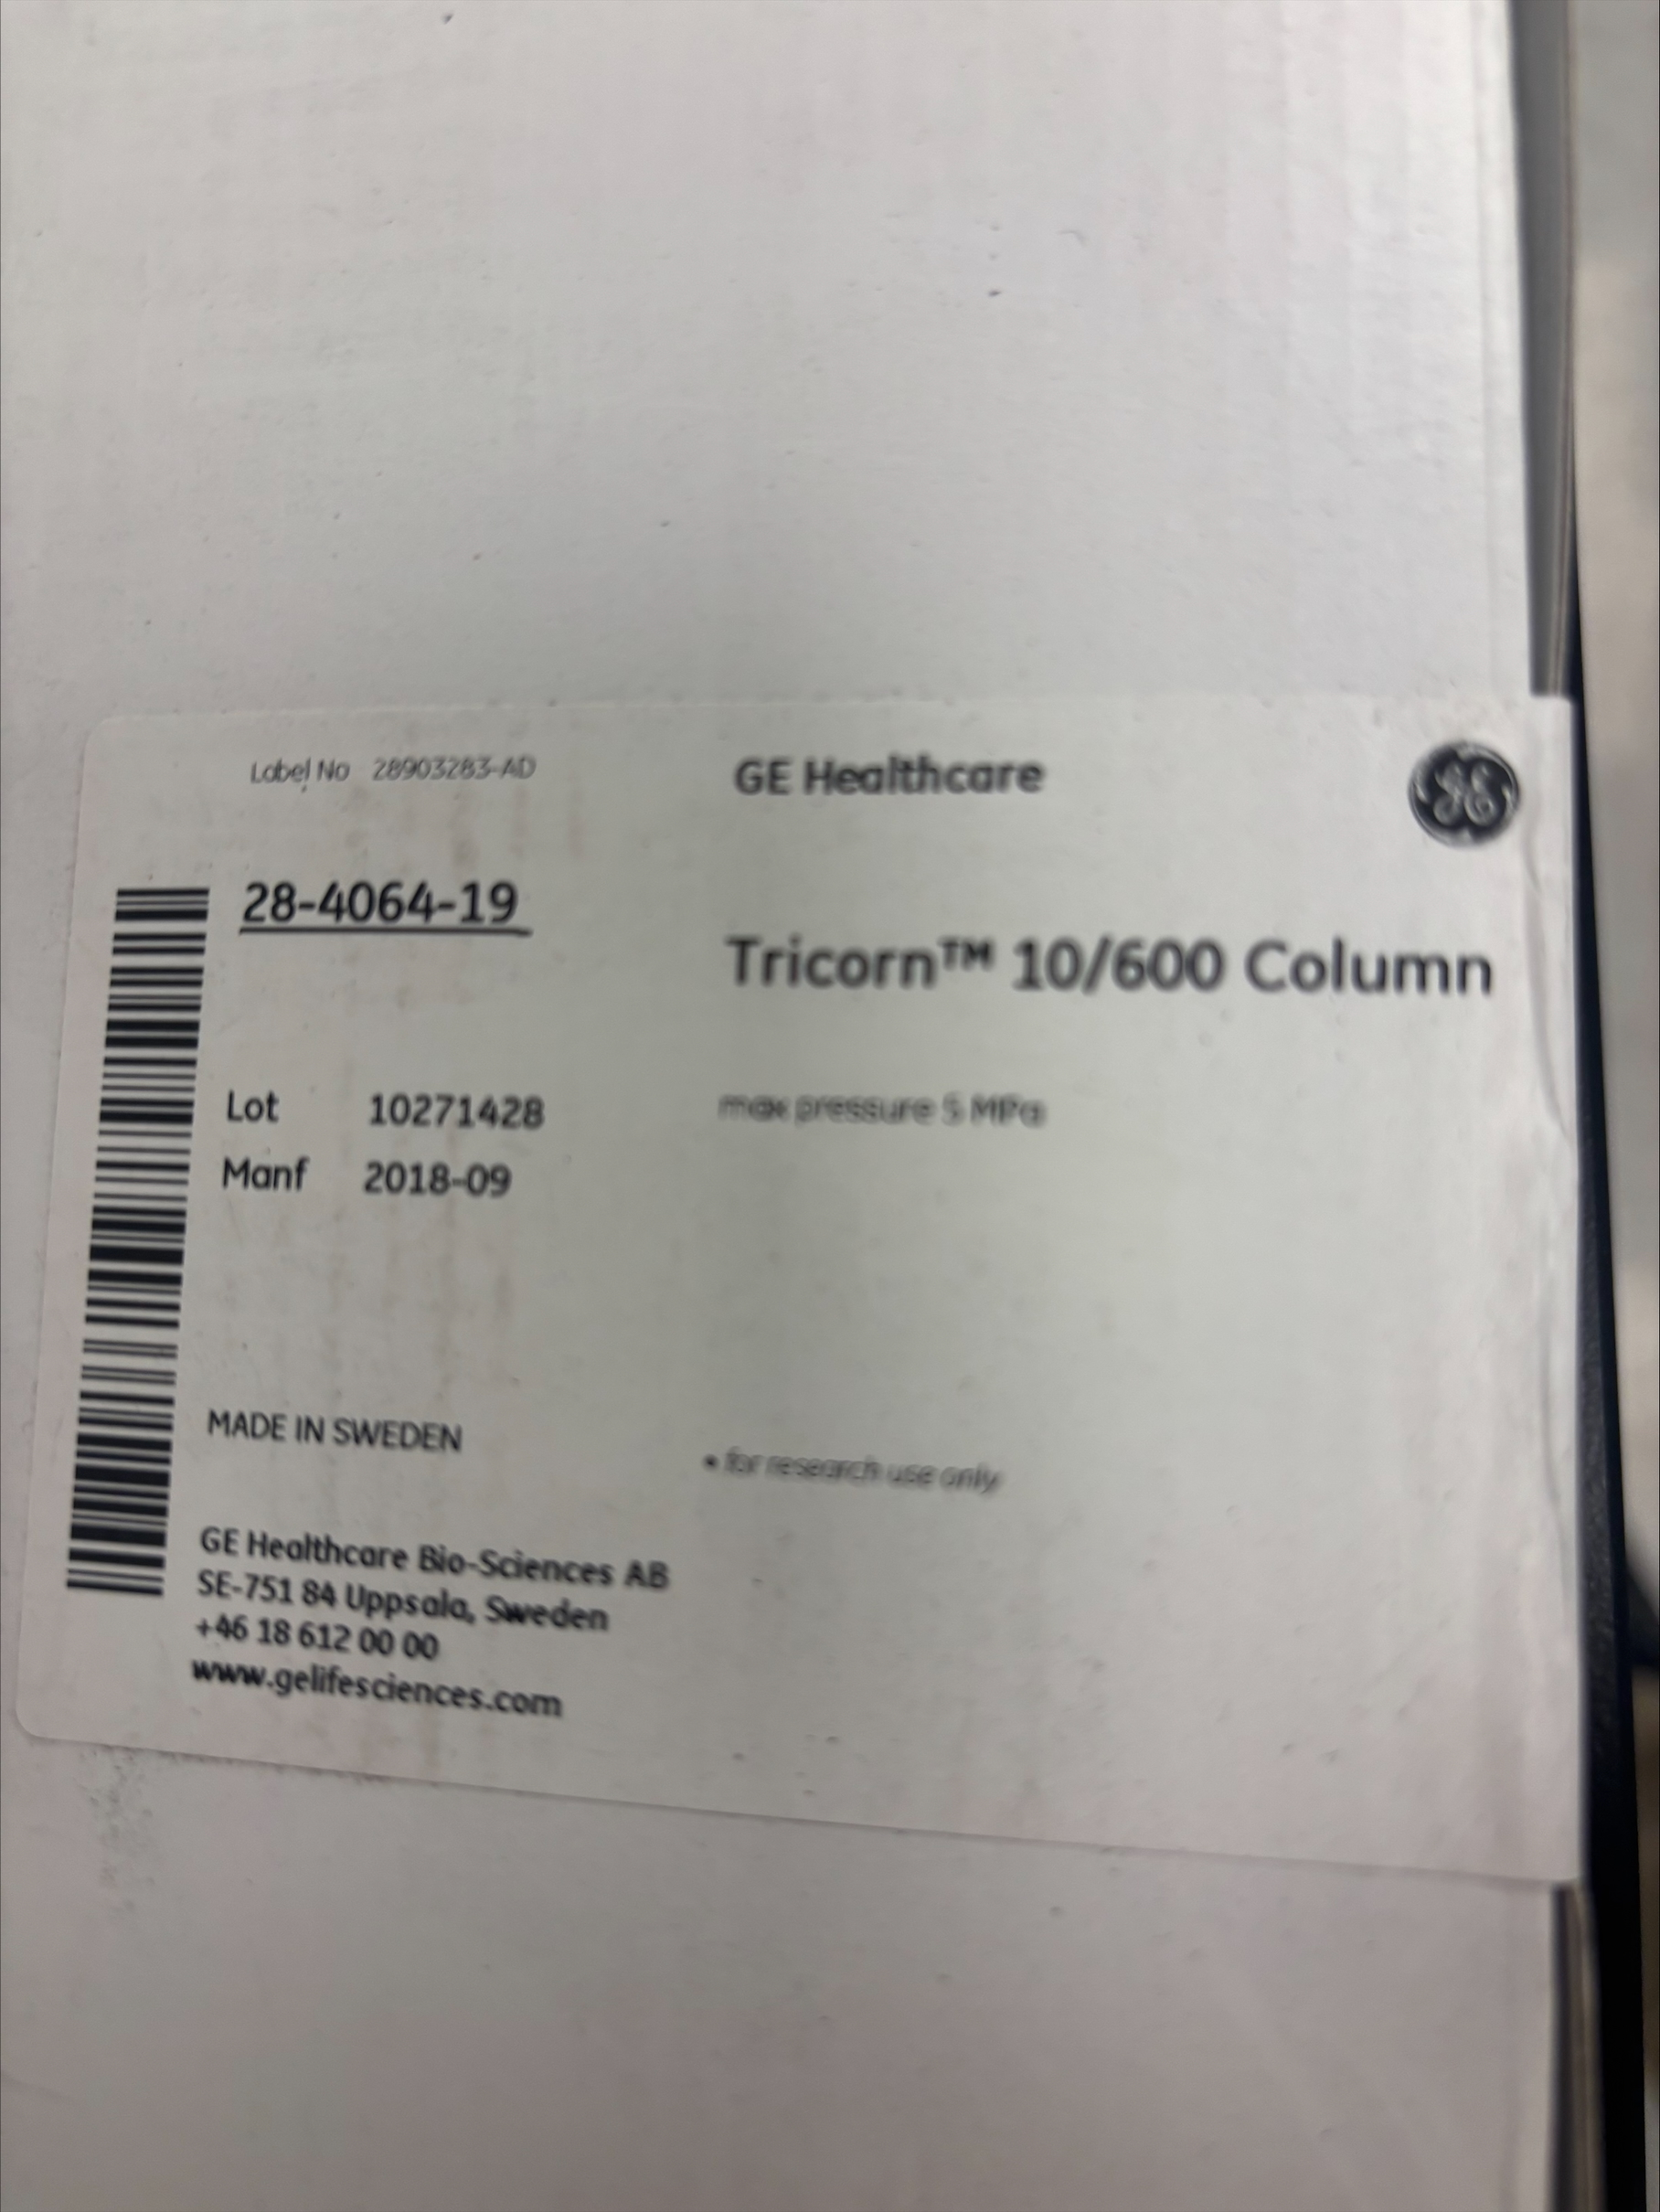 Label No 28903283-AD
GE Healthcare
GE
28-4064-19
Tricorn™ 10/600 Column
Lot 10271428
max pressure 5 MPa
Manf 2018-09
MADE IN SWEDEN
• for research use only
GE Healthcare Bio-Sciences AB
SE-751 84 Uppsala, Sweden
+46 18 612 00 00
www.gelifesciences.com